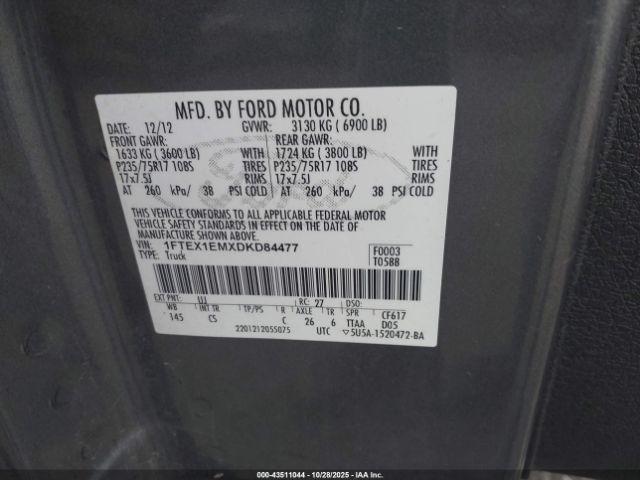 MFD. BY FORD MOTOR CO.
DATE: 12/12 GVWR: 3130 KG (6900 LB)
FRONT GAWR: REAR GAWR:
1633 KG (3600 LB) WITH 1724 KG (3800 LB) WITH
P235/75R17 108S TIRES P235/75R17 108S TIRES
17x7.5J RIMS 17x7.5J RIMS
AT 260 kPa/ 38 PSI COLD AT 260 kPa/ 38 PSI COLD
THIS VEHICLE CONFORMS TO ALL APPLICABLE FEDERAL MOTOR
VEHICLE SAFETY STANDARDS IN EFFECT ON THE DATE OF
MANUFACTURE SHOWN ABOVE.
VIN: 1FTEX1EMXDKD84477 F0003
TYPE: Truck T0588
EXT PNT: UJ RC: 27 DSO:
WB INT TR TP/PS R AXLE TR SPR CF617
145 CS C 26 6 TTAA D05
2201212055075 UTC ▽5U5A-1520472-BA
000-43511044 | 10/28/2025 | IAAI.com